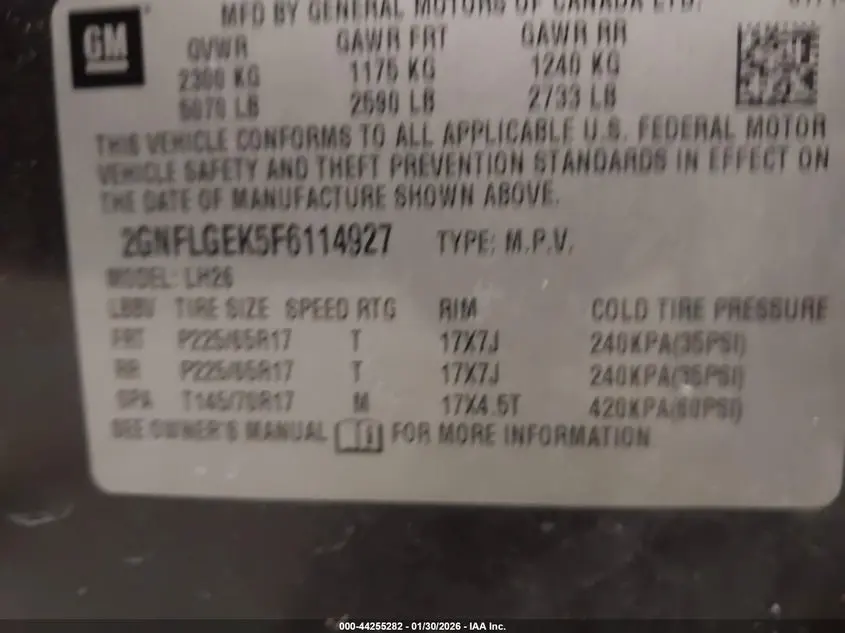 MFD BY GENERAL MOTORS OF CANADA LTD.
GM
GVWR GAWR FRT GAWR RR
2300 KG 1175 KG 1240 KG
5070 LB 2590 LB 2733 LB
THIS VEHICLE CONFORMS TO ALL APPLICABLE U.S. FEDERAL MOTOR
VEHICLE SAFETY AND THEFT PREVENTION STANDARDS IN EFFECT ON
THE DATE OF MANUFACTURE SHOWN ABOVE.
2GNFLGEK5F6114927 TYPE: M.P.V.
MODEL: LH26
TIRE SIZE SPEED RTG RIM COLD TIRE PRESSURE
FRT P225/65R17 T 17X7J 240KPA(35PSI)
RR P225/65R17 T 17X7J 240KPA(35PSI)
SPA T145/70R17 M 17X4.5T 420KPA(60PSI)
SEE OWNER'S MANUAL FOR MORE INFORMATION
000-44255282 - 01/30/2026 - IAA Inc.